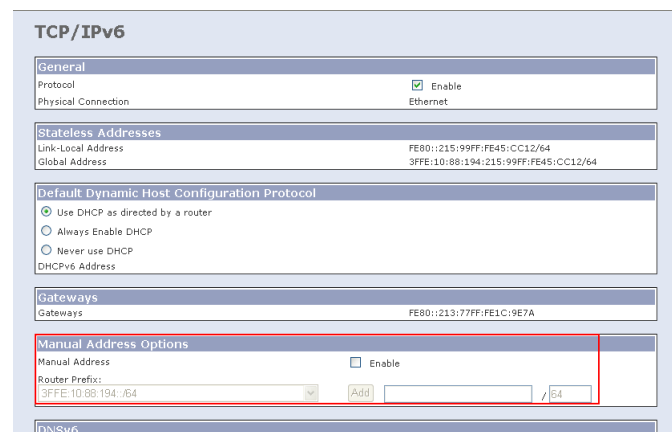 TCP/IPv6
General
Protocol Enable
Physical Connection Ethernet
Stateless Addresses
Link-Local Address FE80::215:99FF:FE45:CC12/64
Global Address 3FFE:10:88:194:215:99FF:FE45:CC12/64
Default Dynamic Host Configuration Protocol
Use DHCP as directed by a router
Always Enable DHCP
Never use DHCP
DHCPv6 Address
Gateways
Gateways FE80::213:77FF:FE1C:9E7A
Manual Address Options
Manual Address Enable
Router Prefix:
3FFE:10:88:194::/64 Add / 64
DNSv6